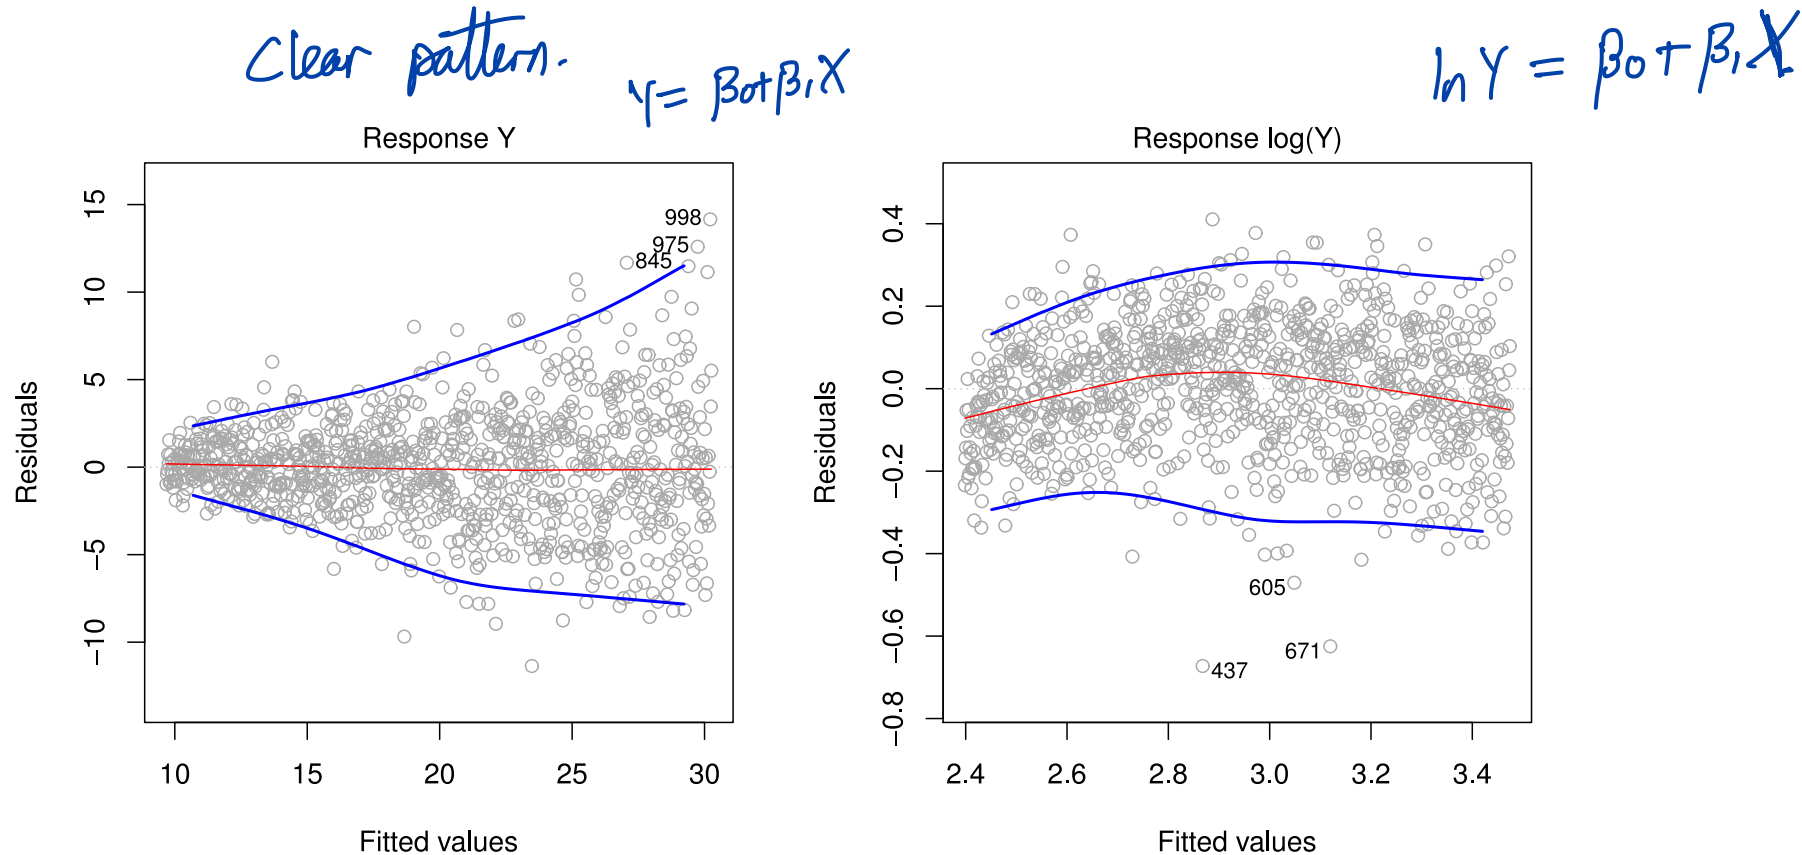 Clear pattern.
Y = β0+β1X
ln Y = β0+β1X
Response Y
Response log(Y)
998
975
845
15
10
5
0
−5
−10
Residuals
10 15 20 25 30
Fitted values
605
671
437
0.4
0.2
0.0
−0.2
−0.4
−0.6
−0.8
Residuals
2.4 2.6 2.8 3.0 3.2 3.4
Fitted values